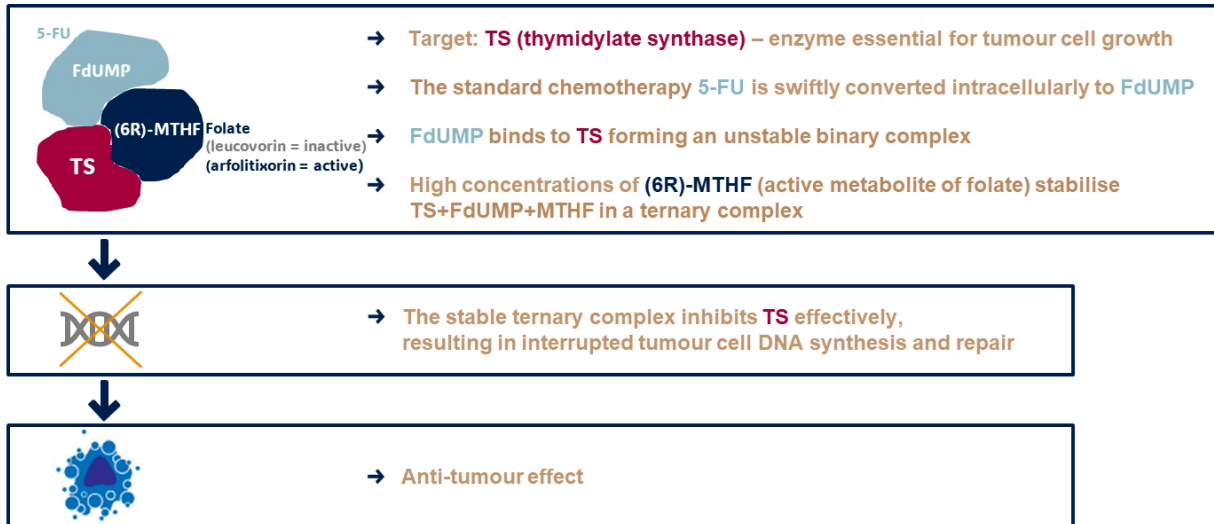 5-FU
FdUMP
(6R)-MTHF
Folate
(leucovorin = inactive)
(arfolitixorin = active)
TS
→ Target: TS (thymidylate synthase) – enzyme essential for tumour cell growth
→ The standard chemotherapy 5-FU is swiftly converted intracellularly to FdUMP
→ FdUMP binds to TS forming an unstable binary complex
→ High concentrations of (6R)-MTHF (active metabolite of folate) stabilise
TS+FdUMP+MTHF in a ternary complex
→ The stable ternary complex inhibits TS effectively,
resulting in interrupted tumour cell DNA synthesis and repair
→ Anti-tumour effect